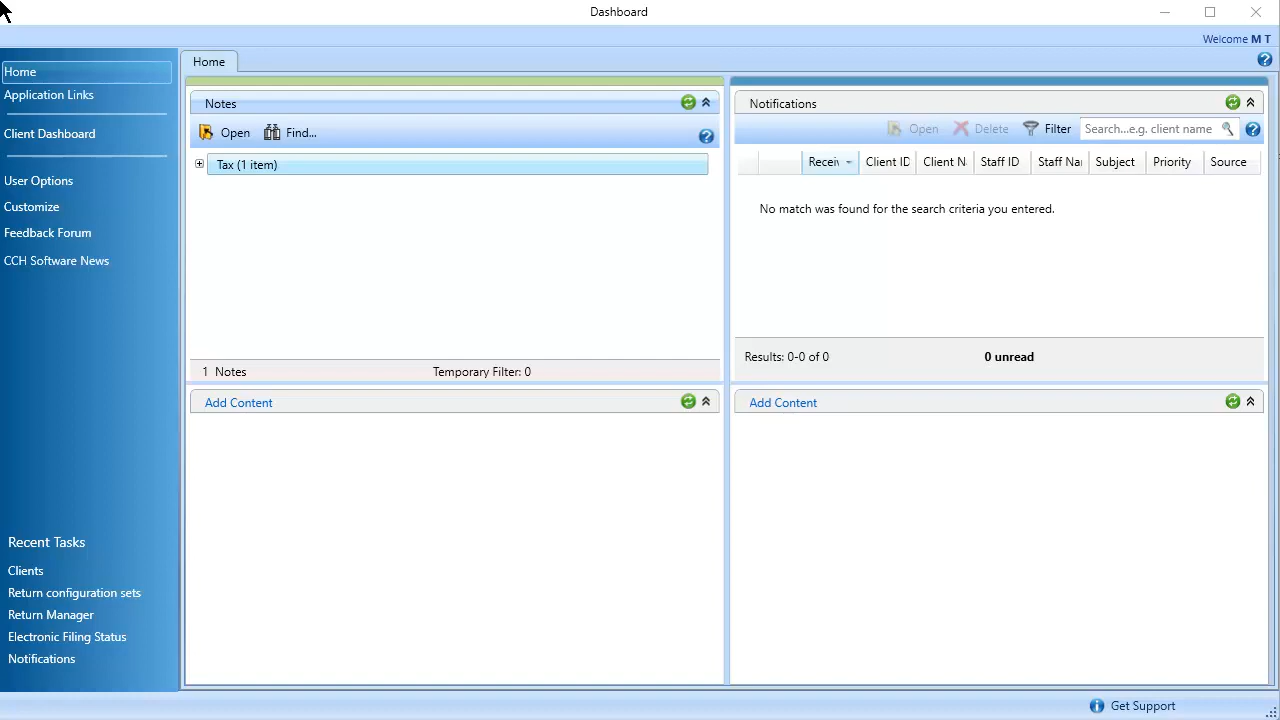 Dashboard
Welcome M T
Home
Application Links
Client Dashboard
User Options
Customize
Feedback Forum
CCH Software News
Recent Tasks
Clients
Return configuration sets
Return Manager
Electronic Filing Status
Notifications
Home
Notes
Open Find...
Tax (1 item)
1 Notes Temporary Filter: 0
Add Content
Notifications
Open Delete Filter Search...e.g. client name
Receiv Client ID Client N Staff ID Staff Nai Subject Priority Source
No match was found for the search criteria you entered.
Results: 0-0 of 0 0 unread
Add Content
Get Support